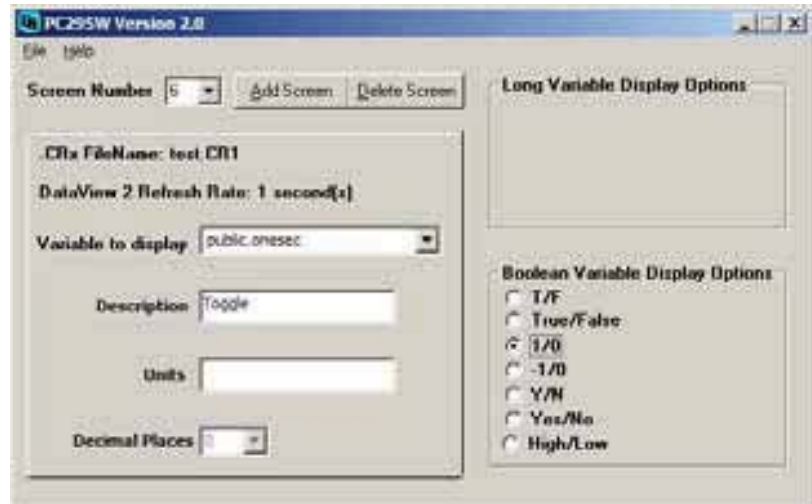 PC295W Version 2.0
File Help
Screen Number 6 Add Screen Delete Screen
.CRx FileName: test.CR1
DataView 2 Refresh Rate: 1 second(s)
Variable to display public.onesec
Description Toggle
Units
Decimal Places
Long Variable Display Options
Boolean Variable Display Options
T/F
True/False
1/0
-1/0
Y/N
Yes/No
High/Low